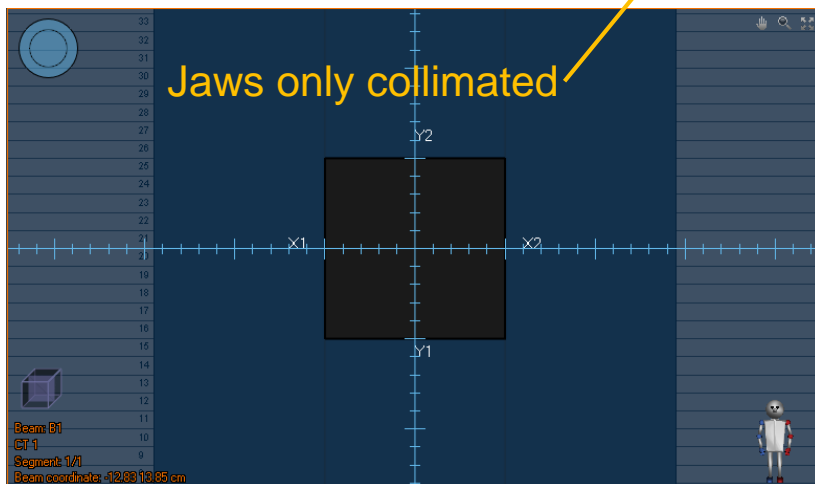 33
32
31
30
Jaws only collimated
29
28
27
Y2
26
25
24
23
22
21
X1
X2
20
19
18
17
16
15
Y1
14
13
12
11
Beam: B1
10
CT 1
9
Segment: 1/1
Beam coordinate: -12.83 13.85 cm